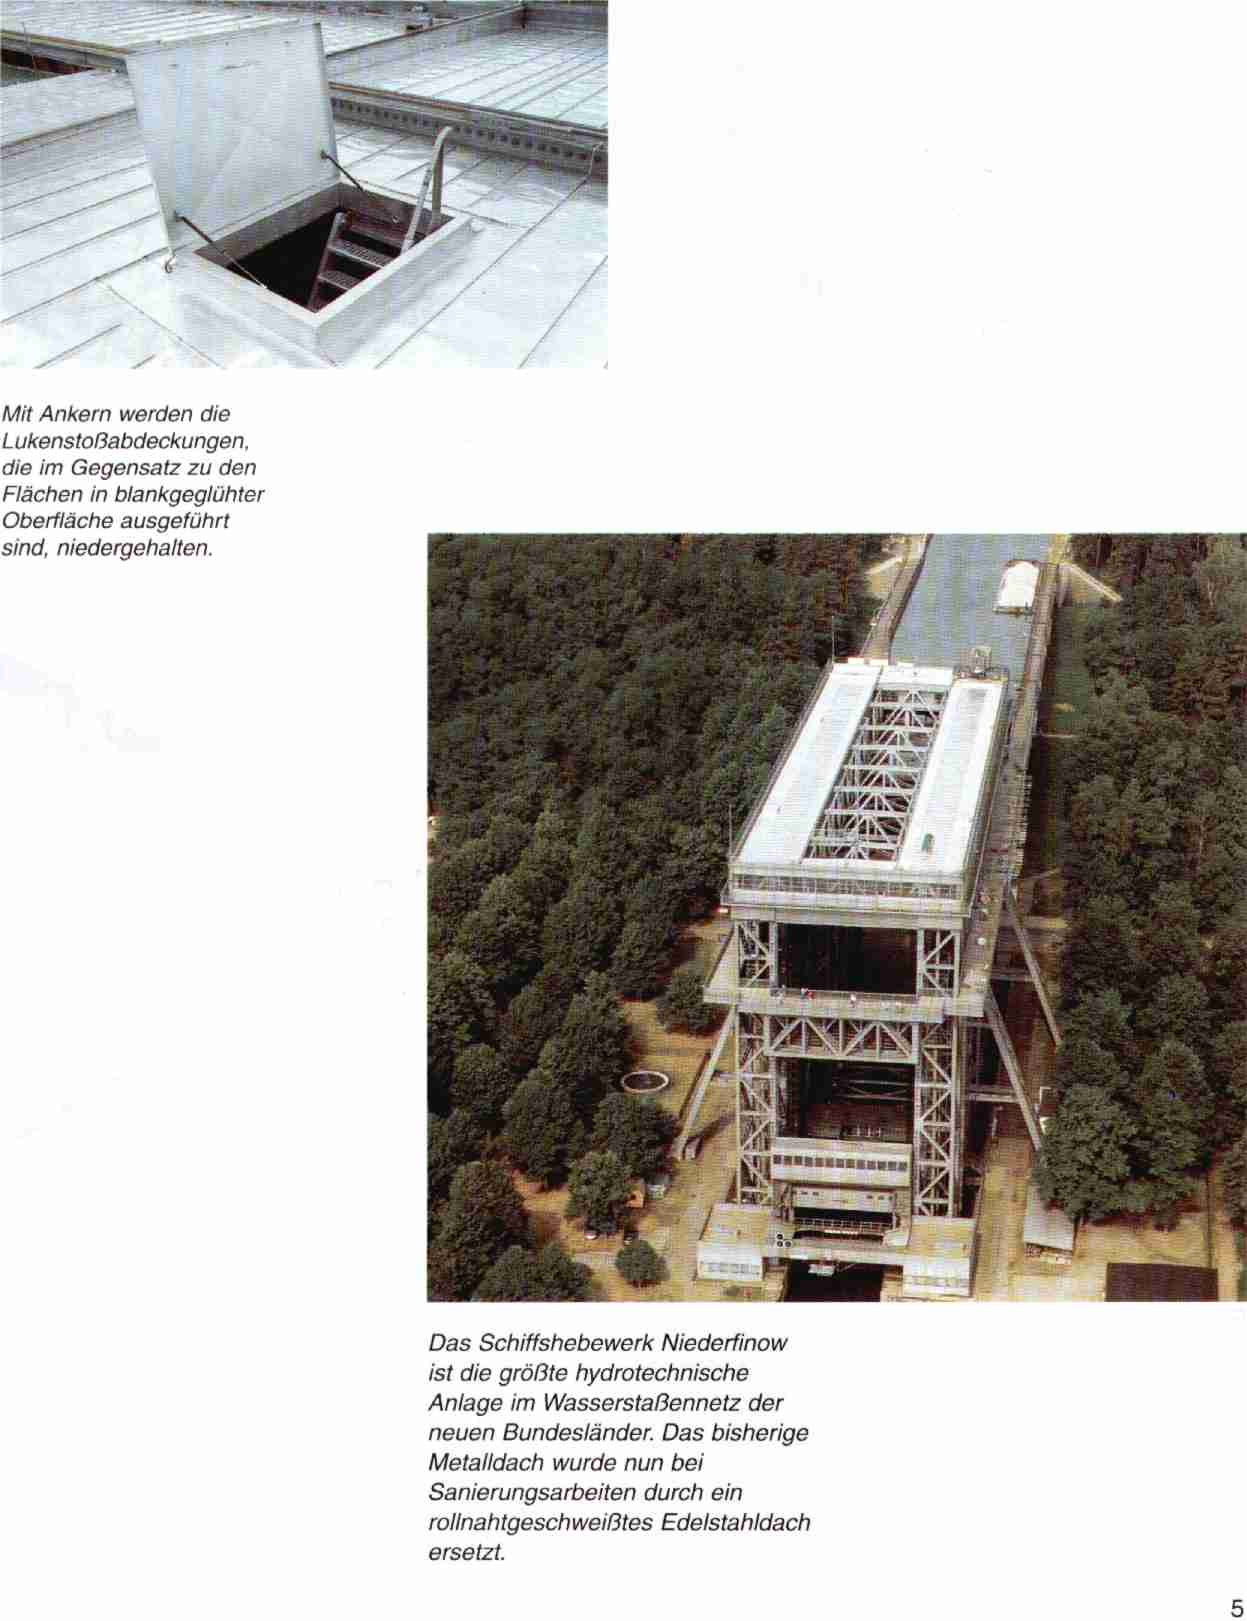 Mit Ankern werden die
Lukenstoßabdeckungen,
die im Gegensatz zu den
Flächen in blankgeglühter
Oberfläche ausgeführt
sind, niedergehalten.
Das Schiffshebewerk Niederfinow
ist die größte hydrotechnische
Anlage im Wasserstaßennetz der
neuen Bundesländer. Das bisherige
Metalldach wurde nun bei
Sanierungsarbeiten durch ein
rollnahtgeschweißtes Edelstahldach
ersetzt.
5